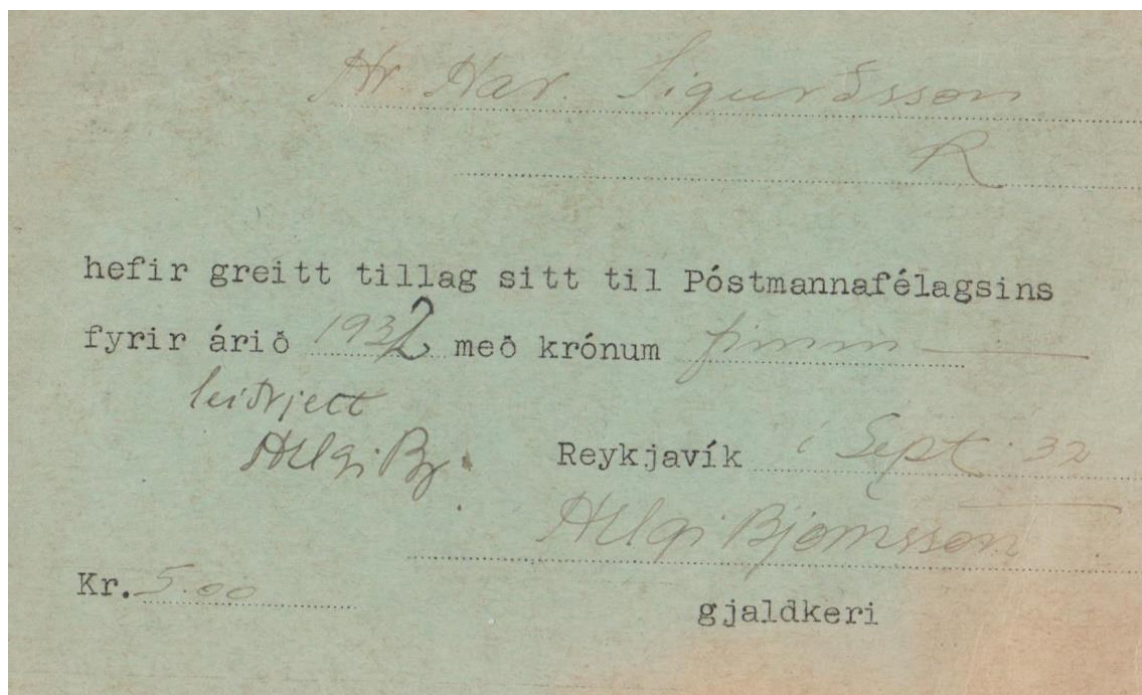 Hr. Har. Sigurðsson
R
hefir greitt tillag sitt til Póstmannafélagsins
fyrir árið 1932 með krónum fimm
leiðrjett
Helgi Bj. Reykjavík í Sept. 32
Helgi Björnsson
Kr. 5.00
gjaldkeri